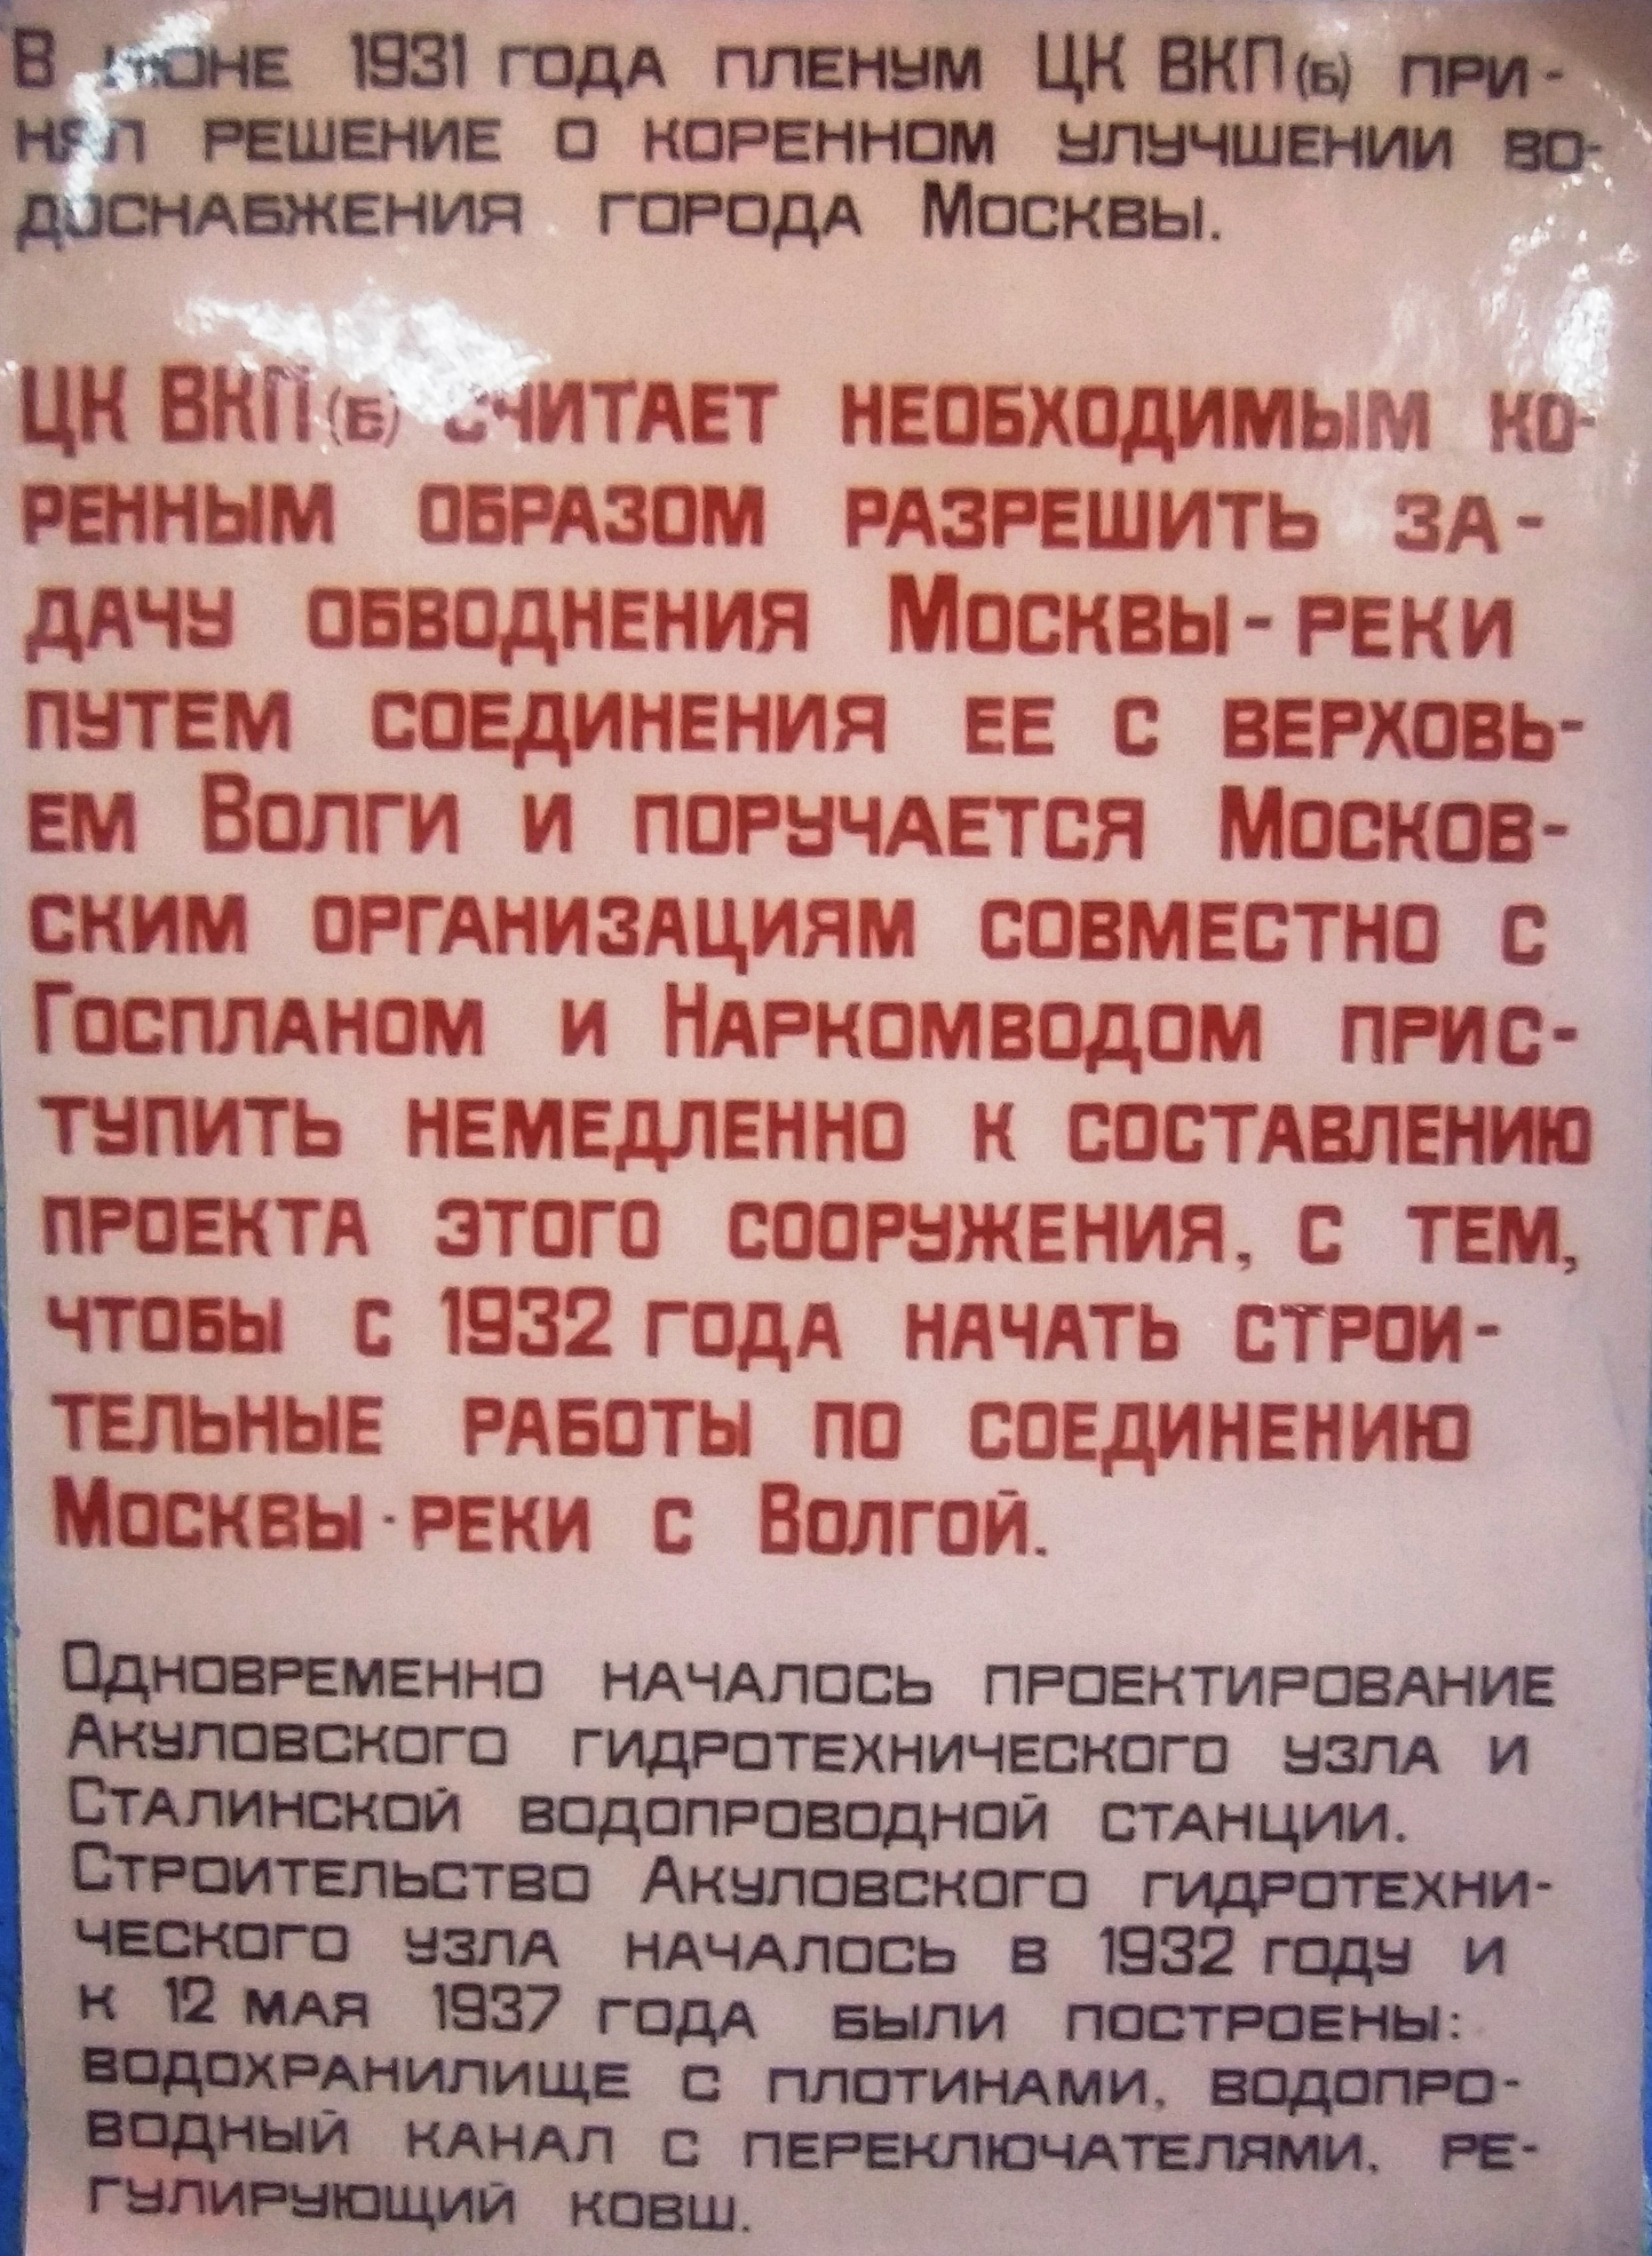 В июне 1931 года пленум ЦК ВКП(б) при-
нял решение о коренном улучшении во-
доснабжения города Москвы.
ЦК ВКП(б) считает необходимым ко-
ренным образом разрешить за-
дачу обводнения Москвы-реки
путем соединения ее с верховь-
ем Волги и поручается Москов-
ским организациям совместно с
Госпланом и Наркомводом прис-
тупить немедленно к составлению
проекта этого сооружения, с тем,
чтобы с 1932 года начать строи-
тельные работы по соединению
Москвы-реки с Волгой.
Одновременно началось проектирование
Акуловского гидротехнического узла и
Сталинской водопроводной станции.
Строительство Акуловского гидротехни-
ческого узла началось в 1932 году и
к 12 мая 1937 года были построены:
водохранилище с плотинами, водопро-
водный канал с переключателями, ре-
гулирующий ковш.